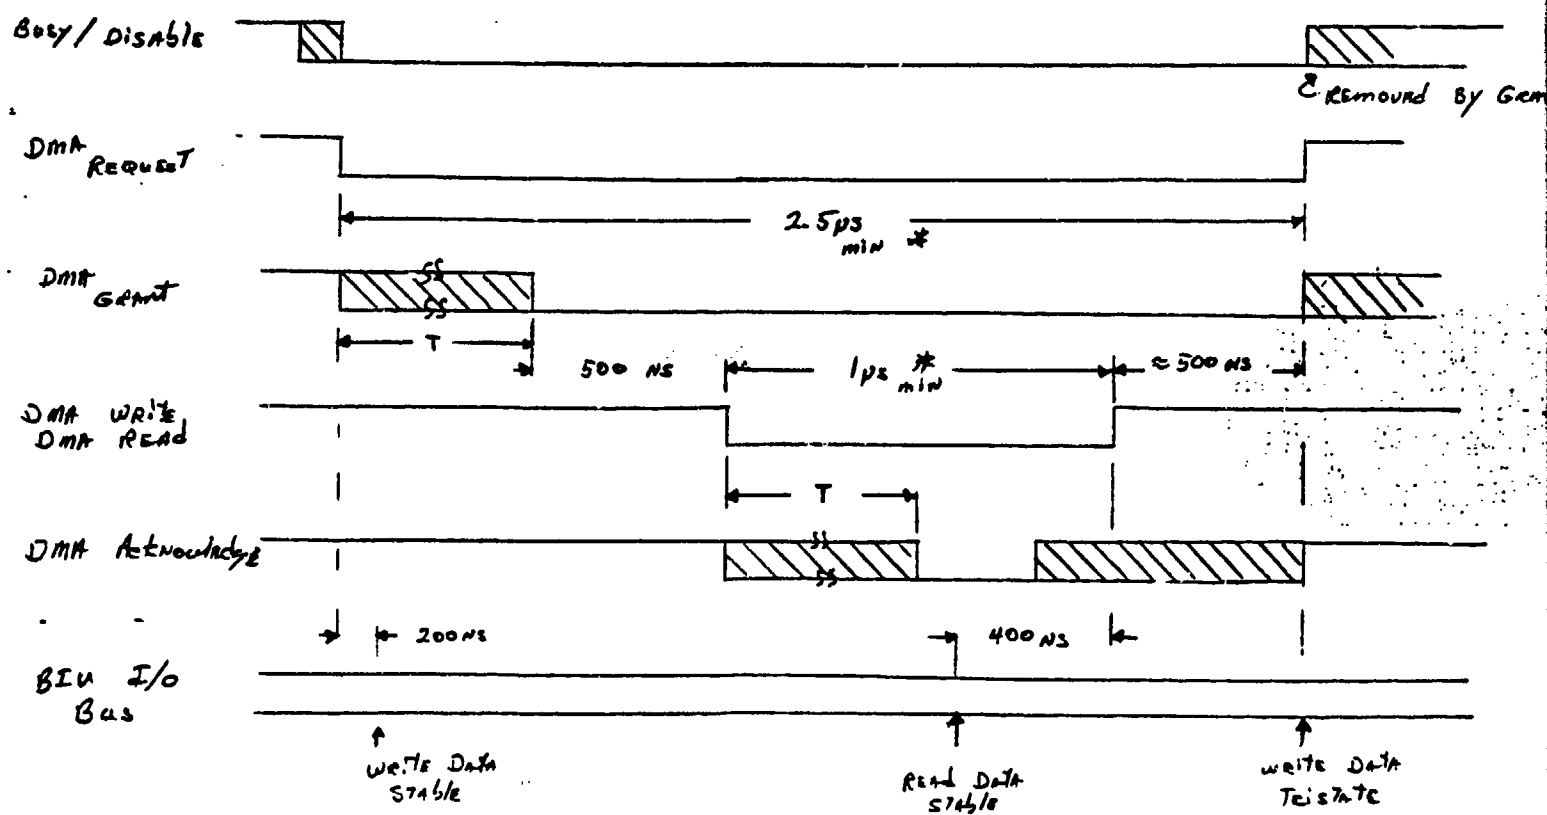 Busy / Disable
Removed By Grm
DMA Request
2.5µs min *
DMA Grant
T
500 ns
1µs min *
≈ 500 ns
DMA Write
DMA Read
T
DMA Acknowledge
200 ns
400 ns
BIU I/O
Bus
Write Data
Stable
Read Data
Stable
Write Data
Tristate